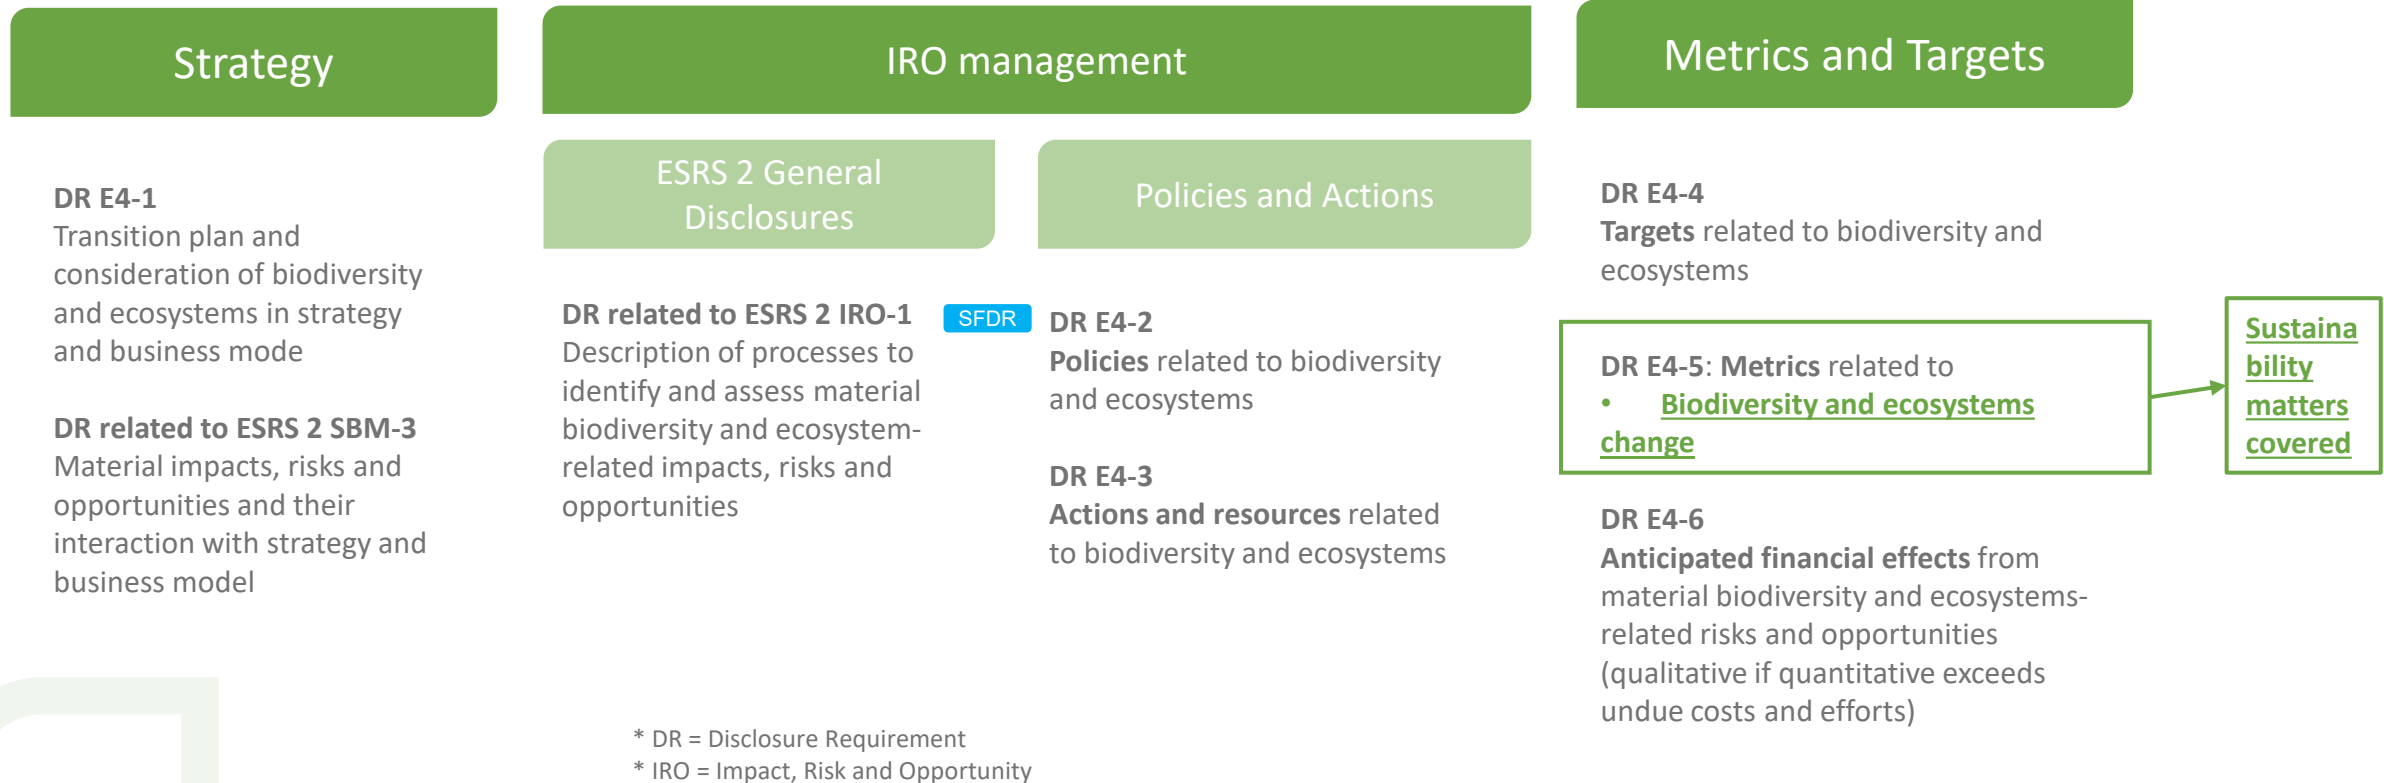 Strategy
DR E4-1
Transition plan and
consideration of biodiversity
and ecosystems in strategy
and business mode
DR related to ESRS 2 SBM-3
Material impacts, risks and
opportunities and their
interaction with strategy and
business model
IRO management
ESRS 2 General
Disclosures
DR related to ESRS 2 IRO-1
Description of processes to
identify and assess material
biodiversity and ecosystem-
related impacts, risks and
opportunities
SFDR
Policies and Actions
DR E4-2
Policies related to biodiversity
and ecosystems
DR E4-3
Actions and resources related
to biodiversity and ecosystems
Metrics and Targets
DR E4-4
Targets related to biodiversity and
ecosystems
DR E4-5: Metrics related to
• Biodiversity and ecosystems
change
Sustaina
bility
matters
covered
DR E4-6
Anticipated financial effects from
material biodiversity and ecosystems-
related risks and opportunities
(qualitative if quantitative exceeds
undue costs and efforts)
* DR = Disclosure Requirement
* IRO = Impact, Risk and Opportunity